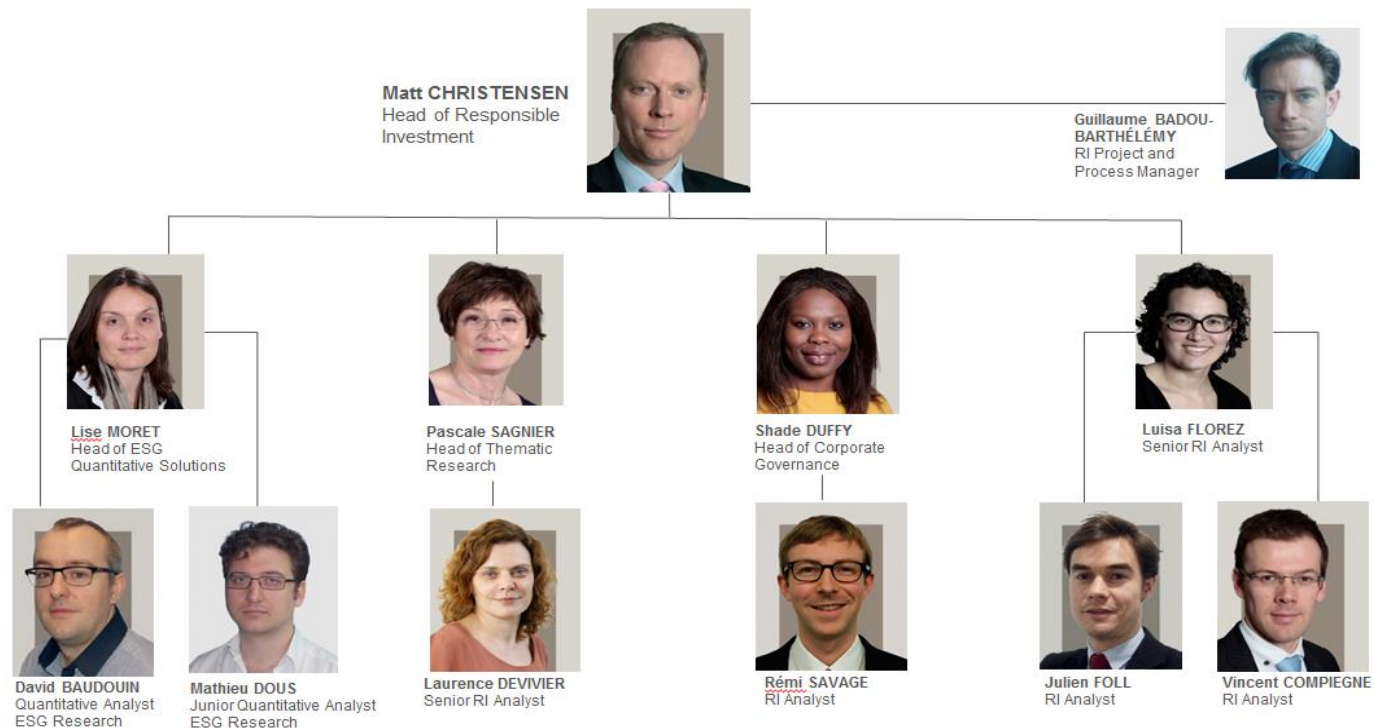 Matt CHRISTENSEN
Head of Responsible
Investment
Guillaume BADOU-
BARTHÉLÉMY
RI Project and
Process Manager
Lise MORET
Head of ESG
Quantitative Solutions
Pascale SAGNIER
Head of Thematic
Research
Shade DUFFY
Head of Corporate
Governance
Luisa FLOREZ
Senior RI Analyst
David BAUDOUIN
Quantitative Analyst
ESG Research
Mathieu DOUS
Junior Quantitative Analyst
ESG Research
Laurence DEVIVIER
Senior RI Analyst
Rémi SAVAGE
RI Analyst
Julien FOLL
RI Analyst
Vincent COMPIEGNE
RI Analyst